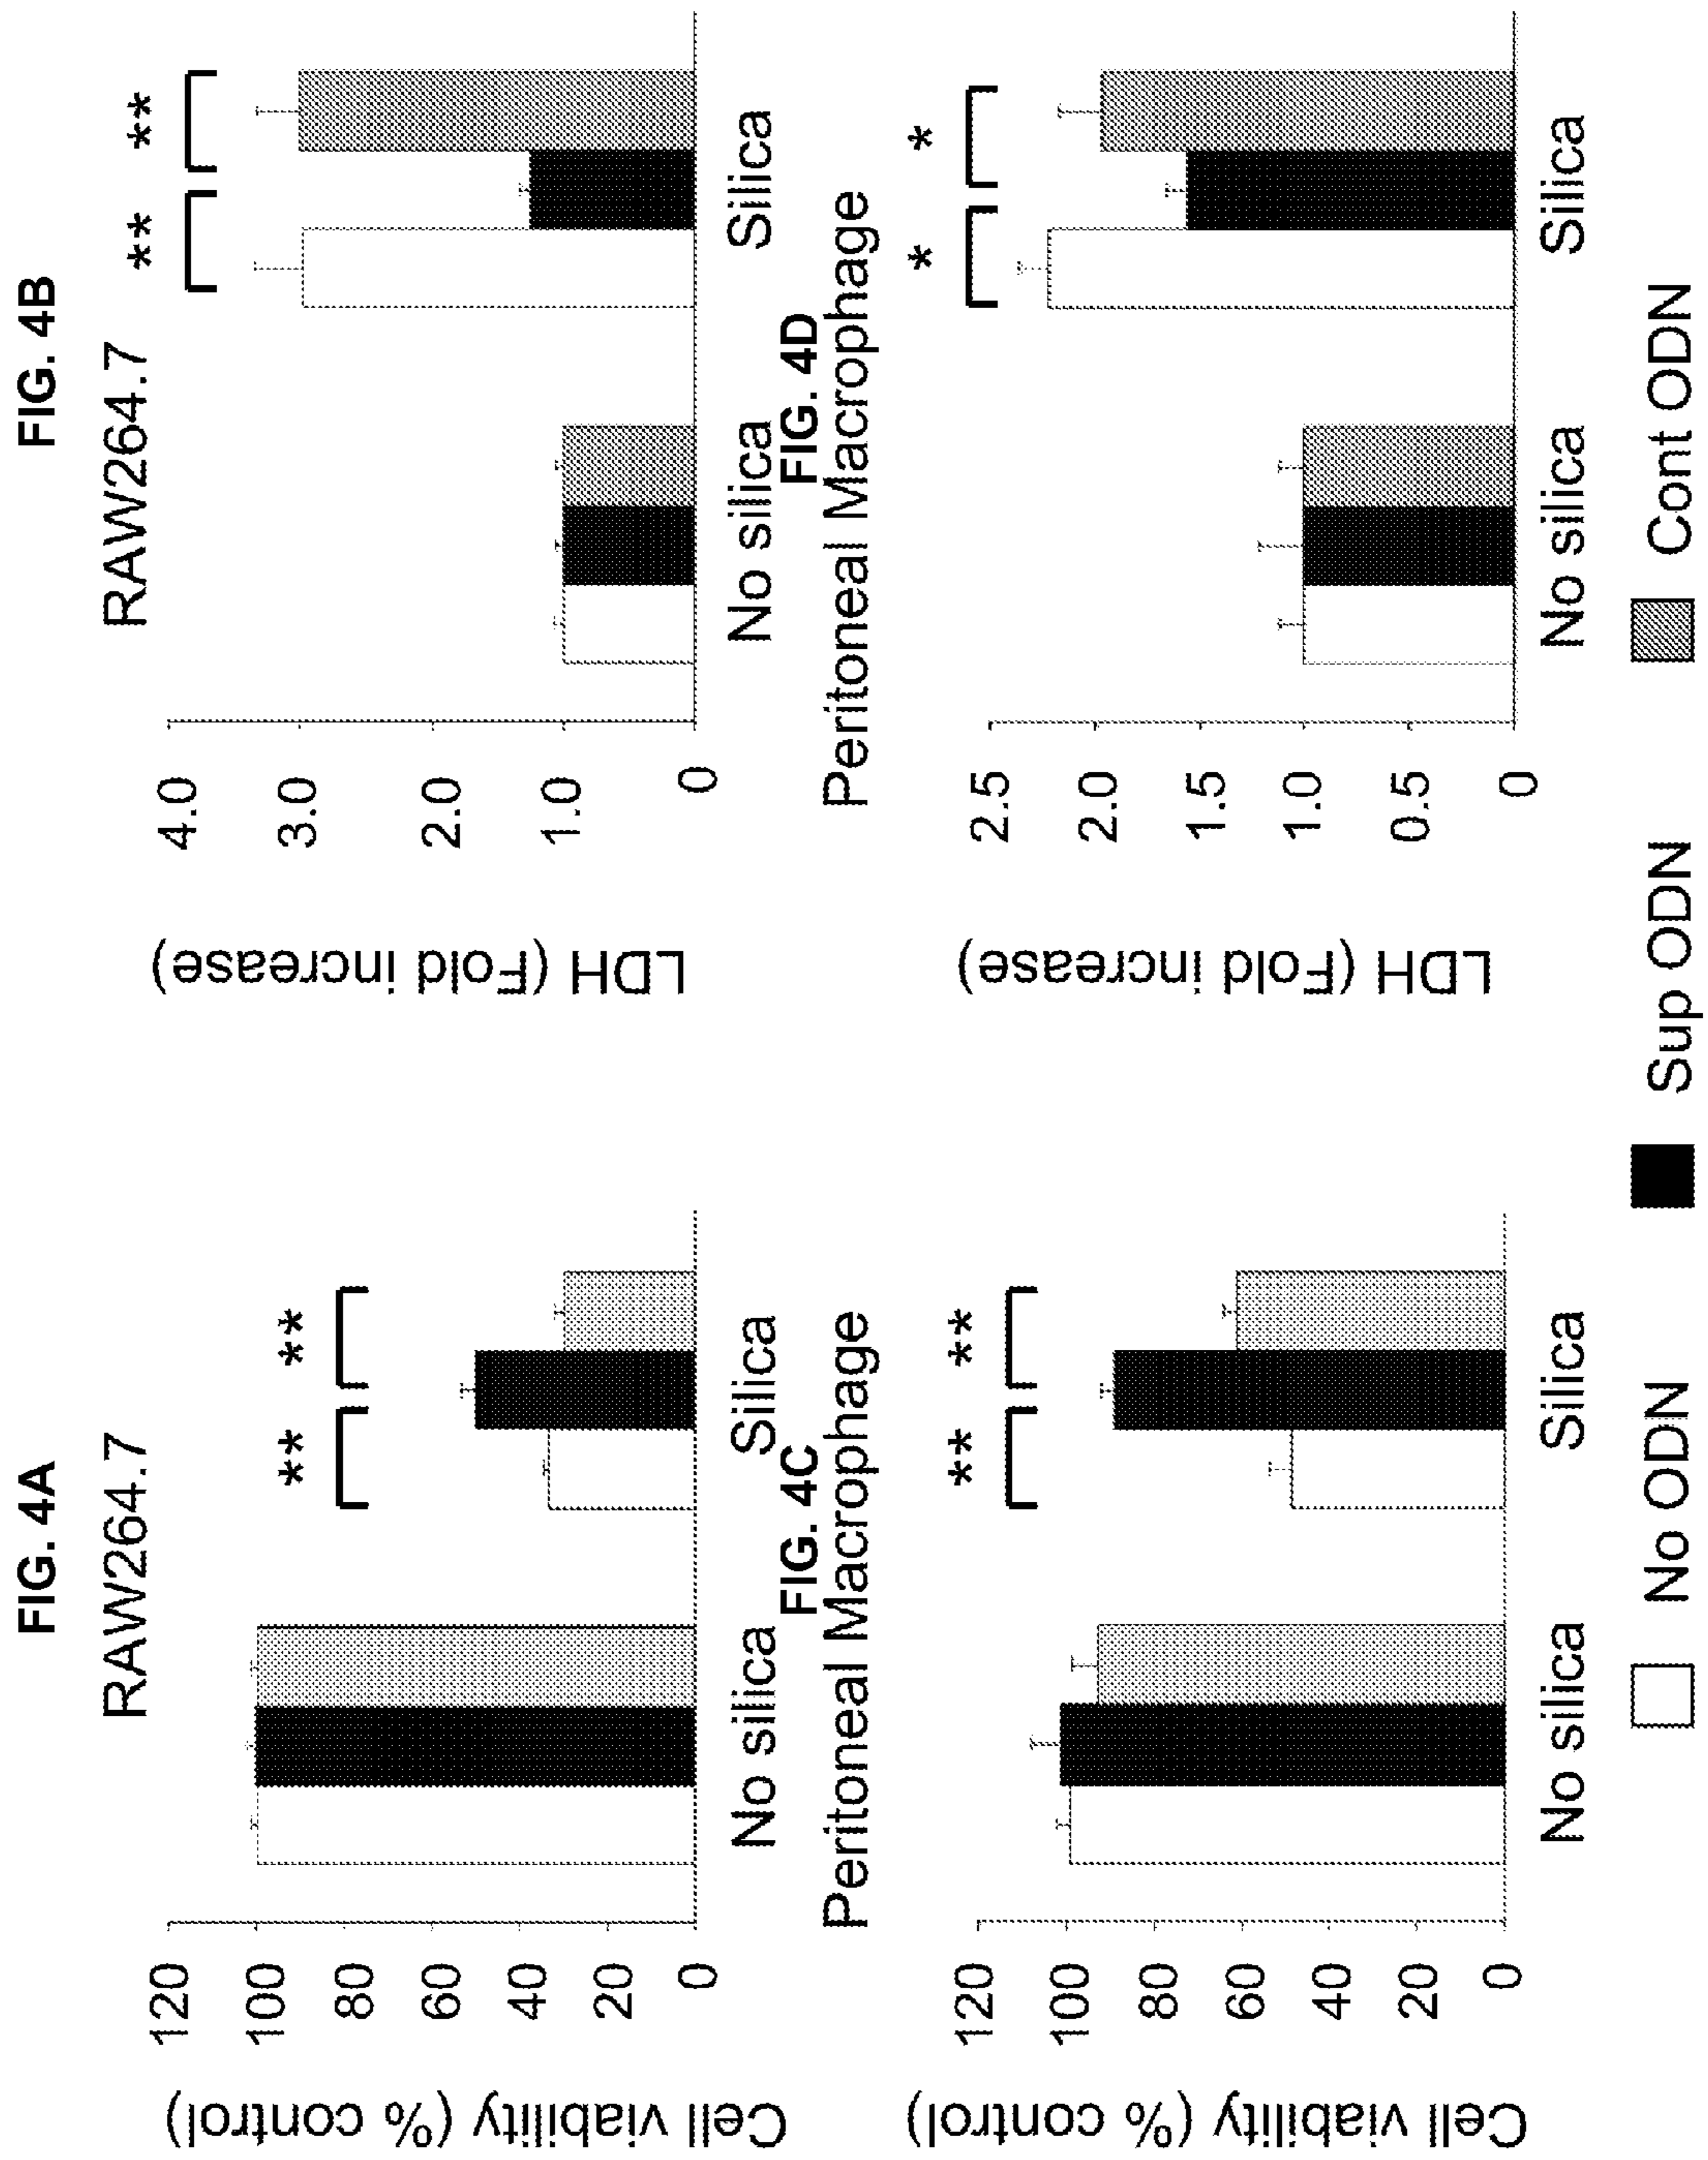 FIG. 4A
RAW264.7
Cell viability (% control)
120
100
80
60
40
20
0
** **
No silica Silica
FIG. 4B
RAW264.7
LDH (Fold increase)
4.0
3.0
2.0
1.0
0
** **
No silica Silica
FIG. 4C
Peritoneal Macrophage
Cell viability (% control)
120
100
80
60
40
20
0
** **
No silica Silica
FIG. 4D
Peritoneal Macrophage
LDH (Fold increase)
2.5
2.0
1.5
1.0
0.5
0
* *
No silica Silica
No ODN Sup ODN Cont ODN